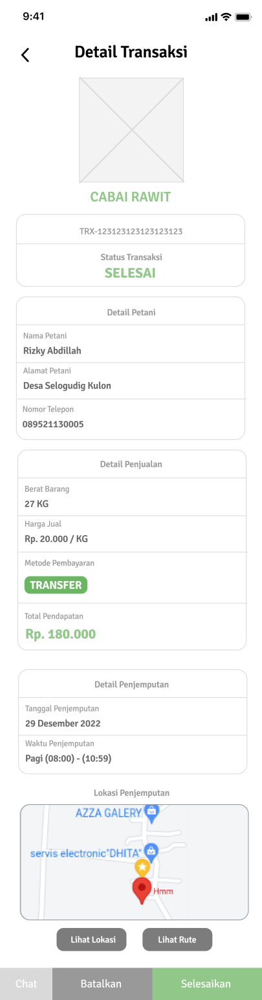 9:41
Detail Transaksi
CABAI RAWIT
TRX-123123123123123123
Status Transaksi
SELESAI
Detail Petani
Nama Petani
Rizky Abdillah
Alamat Petani
Desa Selogudig Kulon
Nomor Telepon
089521130005
Detail Penjualan
Berat Barang
27 KG
Harga Jual
Rp. 20.000 / KG
Metode Pembayaran
TRANSFER
Total Pendapatan
Rp. 180.000
Detail Penjemputan
Tanggal Penjemputan
29 Desember 2022
Waktu Penjemputan
Pagi (08:00) - (10:59)
Lokasi Penjemputan
AZZA GALERY
servis electronic"DHITA"
Hmm
Lihat Lokasi Lihat Rute
Chat Batalkan Selesaikan